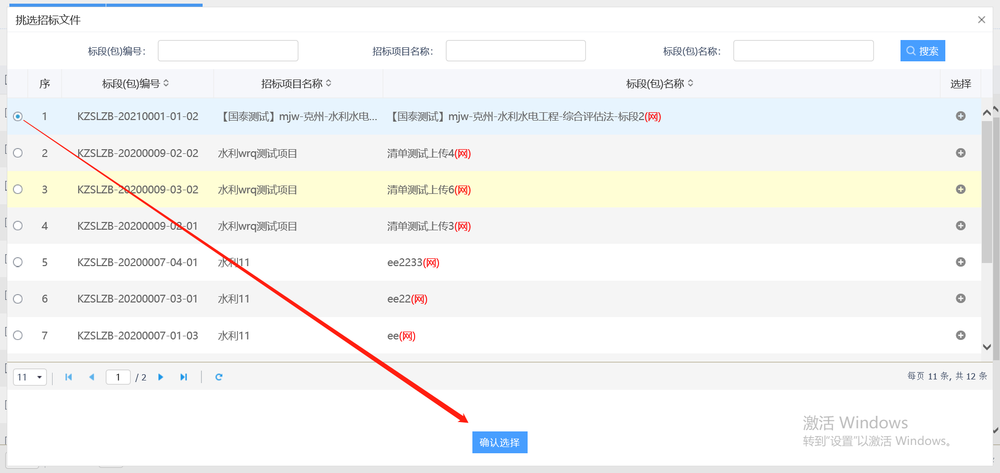 挑选招标文件
标段(包)编号： 招标项目名称： 标段(包)名称： 搜索
序 标段(包)编号 招标项目名称 标段(包)名称 选择
1 KZSLZB-20210001-01-02 【国泰测试】mjw-克州-水利水电... 【国泰测试】mjw-克州-水利水电工程-综合评估法-标段2(网)
2 KZSLZB-20200009-02-02 水利wrq测试项目 清单测试上传4(网)
3 KZSLZB-20200009-03-02 水利wrq测试项目 清单测试上传6(网)
4 KZSLZB-20200009-02-01 水利wrq测试项目 清单测试上传3(网)
5 KZSLZB-20200007-04-01 水利11 ee2233(网)
6 KZSLZB-20200007-03-01 水利11 ee22(网)
7 KZSLZB-20200007-01-03 水利11 ee(网)
11 1 / 2 每页 11 条, 共 12 条
确认选择
激活 Windows
转到“设置”以激活 Windows。